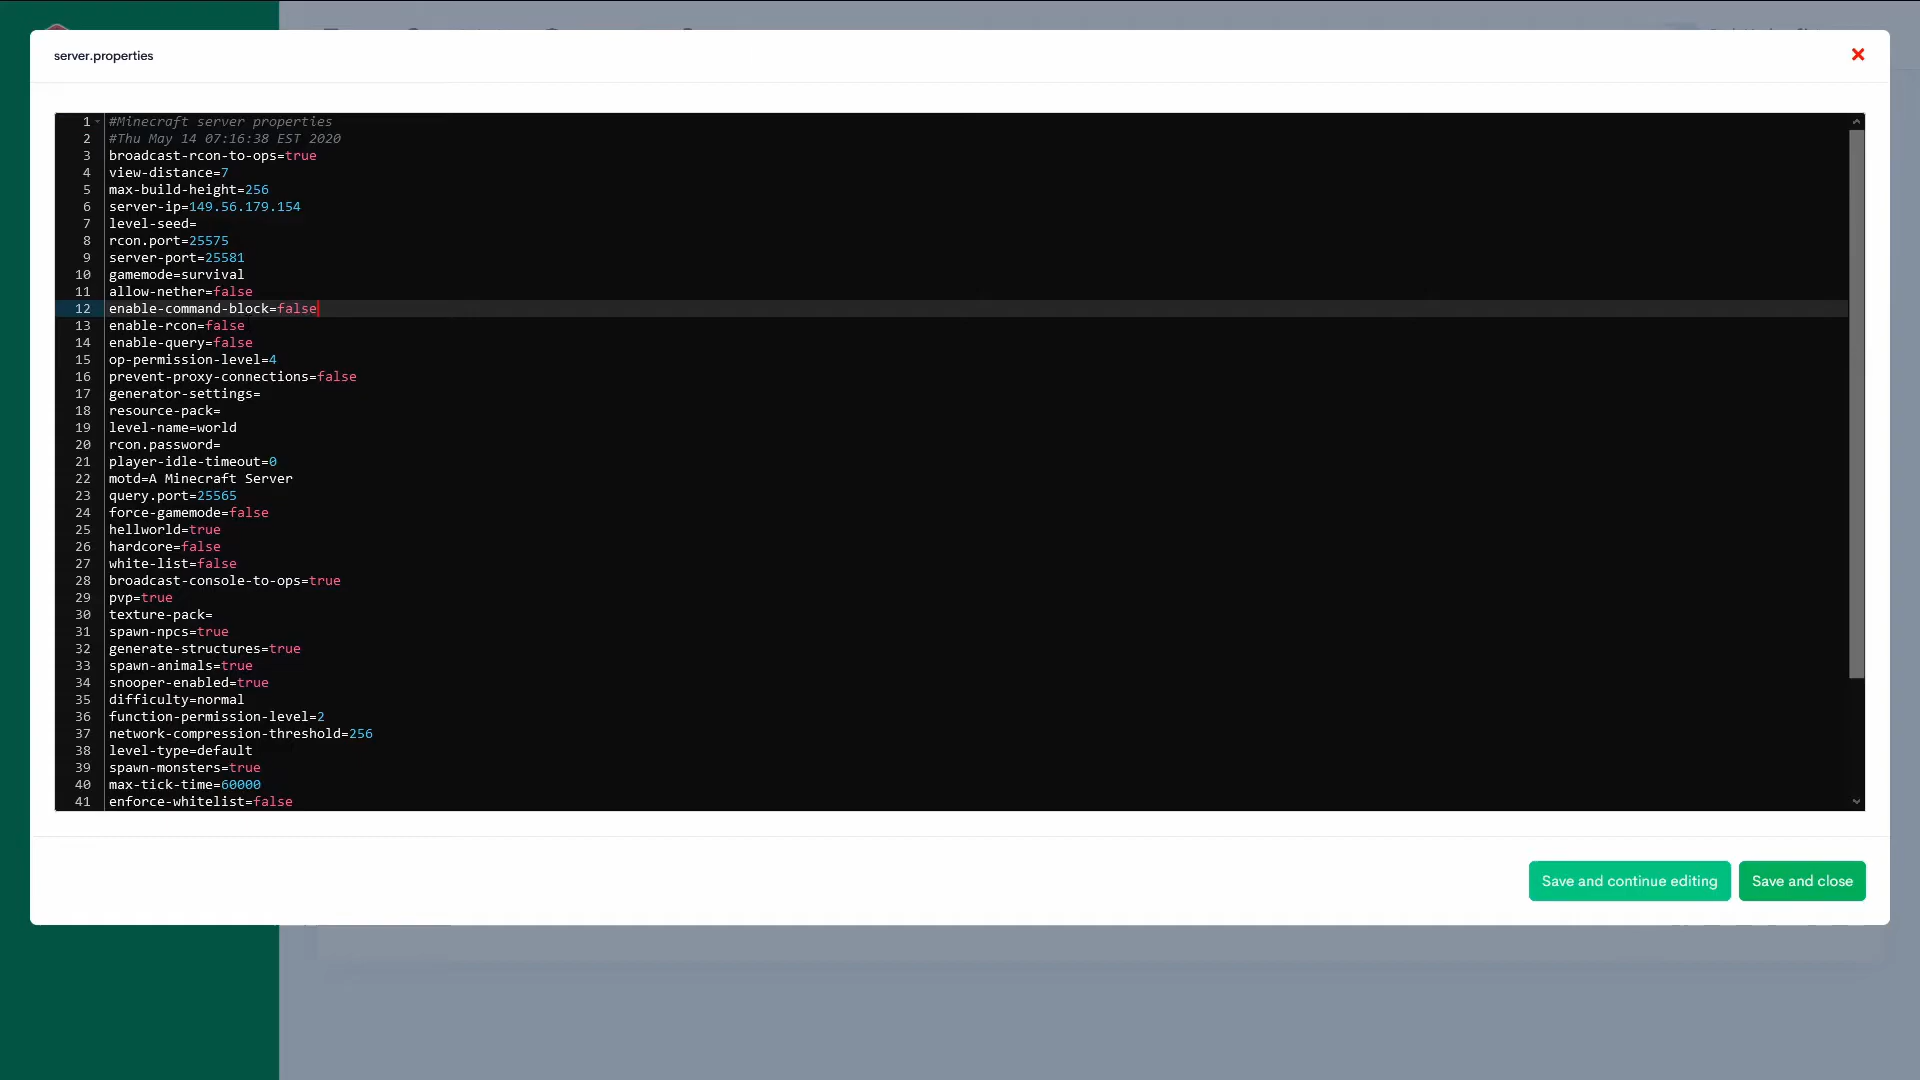 server.properties
1 #Minecraft server properties
2 #Thu May 14 07:16:38 EST 2020
3 broadcast-rcon-to-ops=true
4 view-distance=7
5 max-build-height=256
6 server-ip=149.56.179.154
7 level-seed=
8 rcon.port=25575
9 server-port=25581
10 gamemode=survival
11 allow-nether=false
12 enable-command-block=false
13 enable-rcon=false
14 enable-query=false
15 op-permission-level=4
16 prevent-proxy-connections=false
17 generator-settings=
18 resource-pack=
19 level-name=world
20 rcon.password=
21 player-idle-timeout=0
22 motd=A Minecraft Server
23 query.port=25565
24 force-gamemode=false
25 hellworld=true
26 hardcore=false
27 white-list=false
28 broadcast-console-to-ops=true
29 pvp=true
30 texture-pack=
31 spawn-npcs=true
32 generate-structures=true
33 spawn-animals=true
34 snooper-enabled=true
35 difficulty=normal
36 function-permission-level=2
37 network-compression-threshold=256
38 level-type=default
39 spawn-monsters=true
40 max-tick-time=60000
41 enforce-whitelist=false
Save and continue editing
Save and close